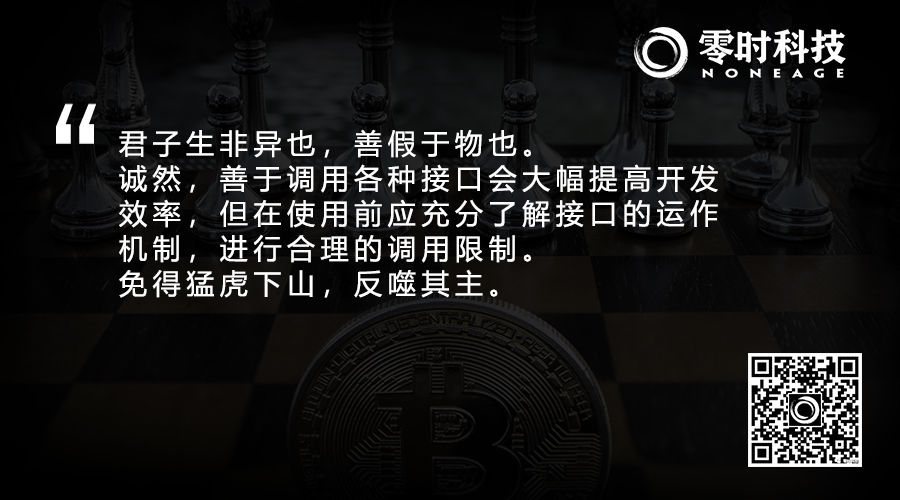 零时科技
NONEAGE
“
君子生非异也，善假于物也。
诚然，善于调用各种接口会大幅提高开发
效率，但在使用前应充分了解接口的运作
机制，进行合理的调用限制。
免得猛虎下山，反噬其主。
DIGITAL DECENTRALIZED PEER